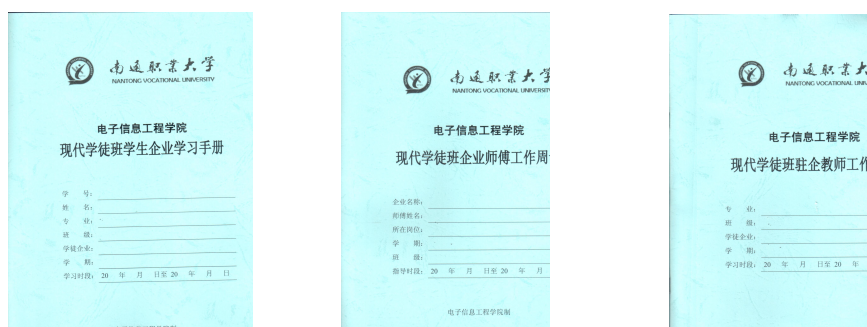 南通职业大学
NANTONG VOCATIONAL UNIVERSITY
电子信息工程学院
现代学徒班学生企业学习手册
学 号:
姓 名:
专 业:
班 级:
学徒企业:
学 期:
学习时段: 20 年 月 日至 20 年 月 日
南通职业大学
NANTONG VOCATIONAL UNIVERSITY
电子信息工程学院
现代学徒班企业师傅工作周
企业名称:
师傅姓名:
所在岗位:
学 期:
班 级:
指导时段: 20 年 月 日至 20 年 月
电子信息工程学院制
南通职业大
NANTONG VOCATIONAL UNIV
电子信息工程学院
现代学徒班驻企教师工作
专 业:
班 级:
学徒企业:
学 期:
学习时段: 20 年 月 日至 20 年